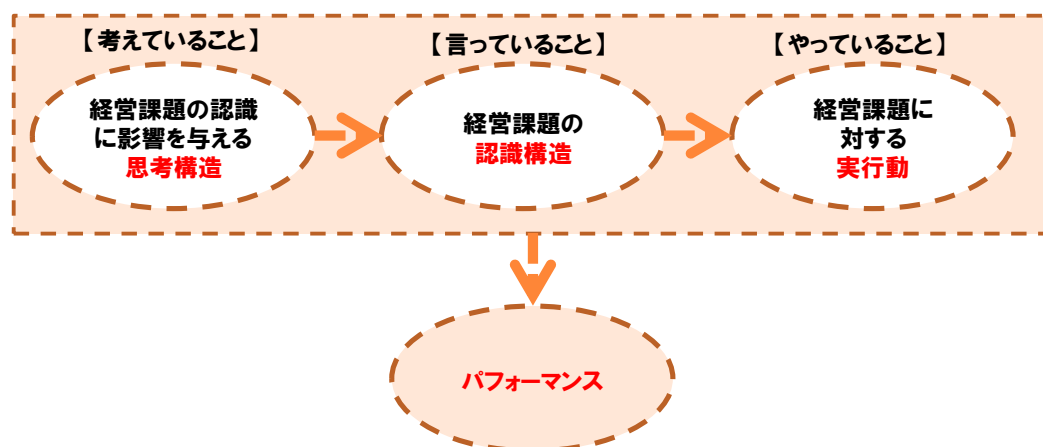 【考えていること】
経営課題の認識
に影響を与える
思考構造
【言っていること】
経営課題の
認識構造
【やっていること】
経営課題に
対する
実行動
パフォーマンス